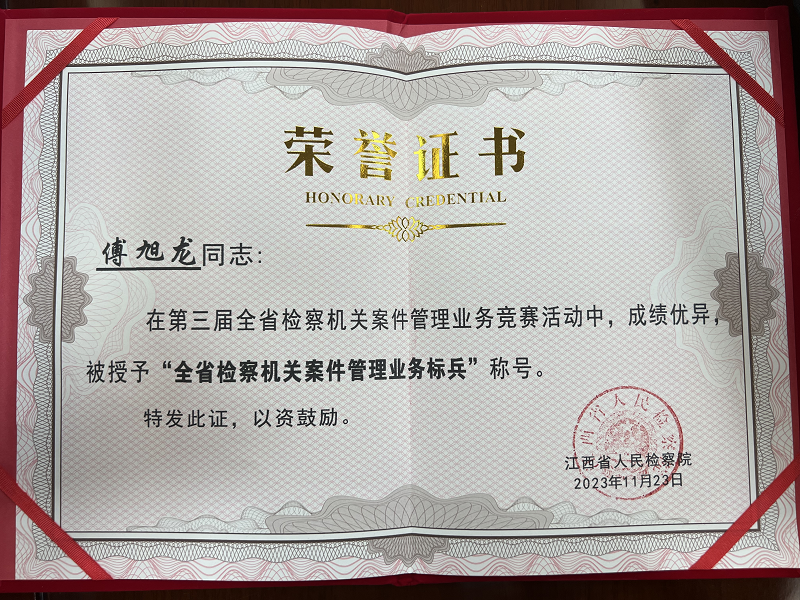 荣誉证书
HONORARY CREDENTIAL
傅旭龙同志:
在第三届全省检察机关案件管理业务竞赛活动中，成绩优异，
被授予“全省检察机关案件管理业务标兵”称号。
特发此证，以资鼓励。
江西省人民检察院
2023年11月23日